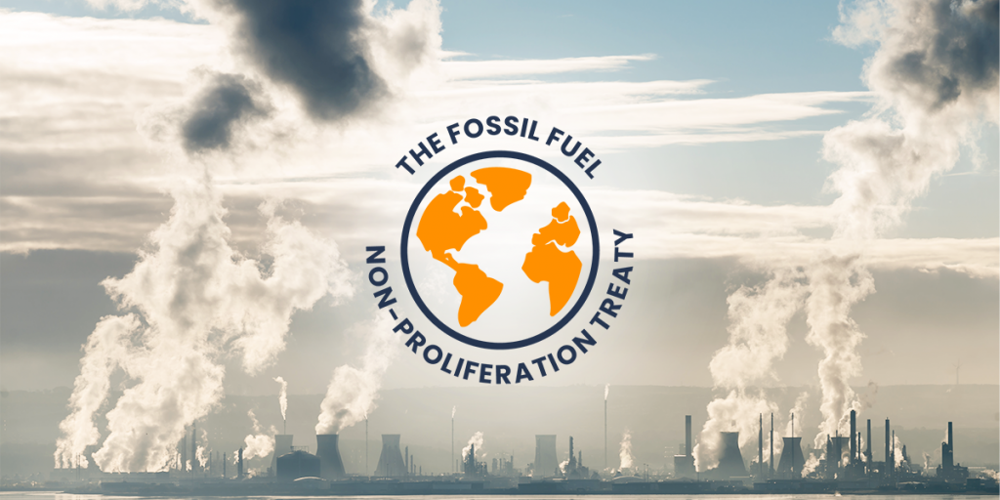 THE FOSSIL FUEL
NON-PROLIFERATION TREATY